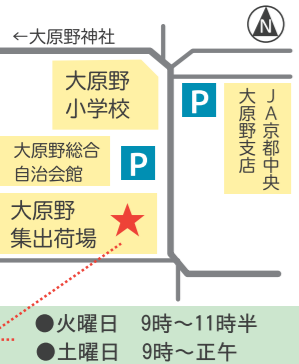 N
←大原野神社
大原野
小学校
P
ＪＡ京都中央
大原野支店
大原野総合
自治会館
P
大原野
集出荷場
●火曜日　9時～11時半
●土曜日　9時～正午